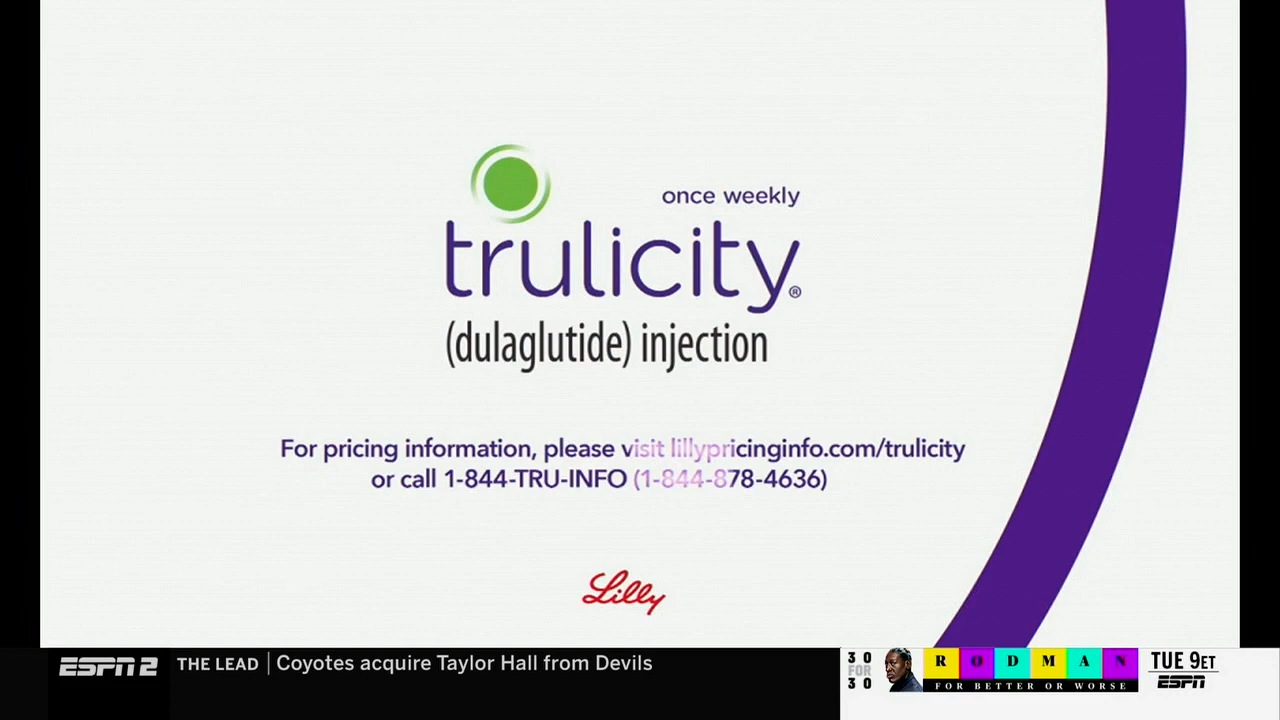 once weekly
trulicity®
(dulaglutide) injection
For pricing information, please visit lillypricinginfo.com/trulicity
or call 1-844-TRU-INFO (1-844-878-4636)
Lilly
ESPN2 THE LEAD | Coyotes acquire Taylor Hall from Devils
30 FOR 30
RODMAN
FOR BETTER OR WORSE
TUE 9ET
ESPN